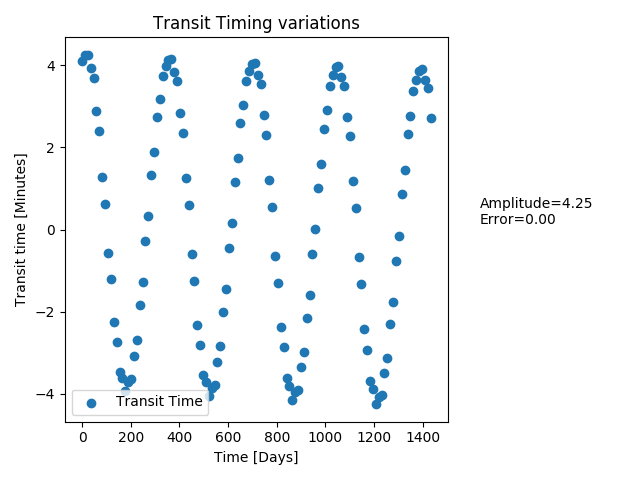 Transit Timing variations
Transit time [Minutes]
4
2
0
−2
−4
Amplitude=4.25
Error=0.00
Transit Time
0 200 400 600 800 1000 1200 1400
Time [Days]